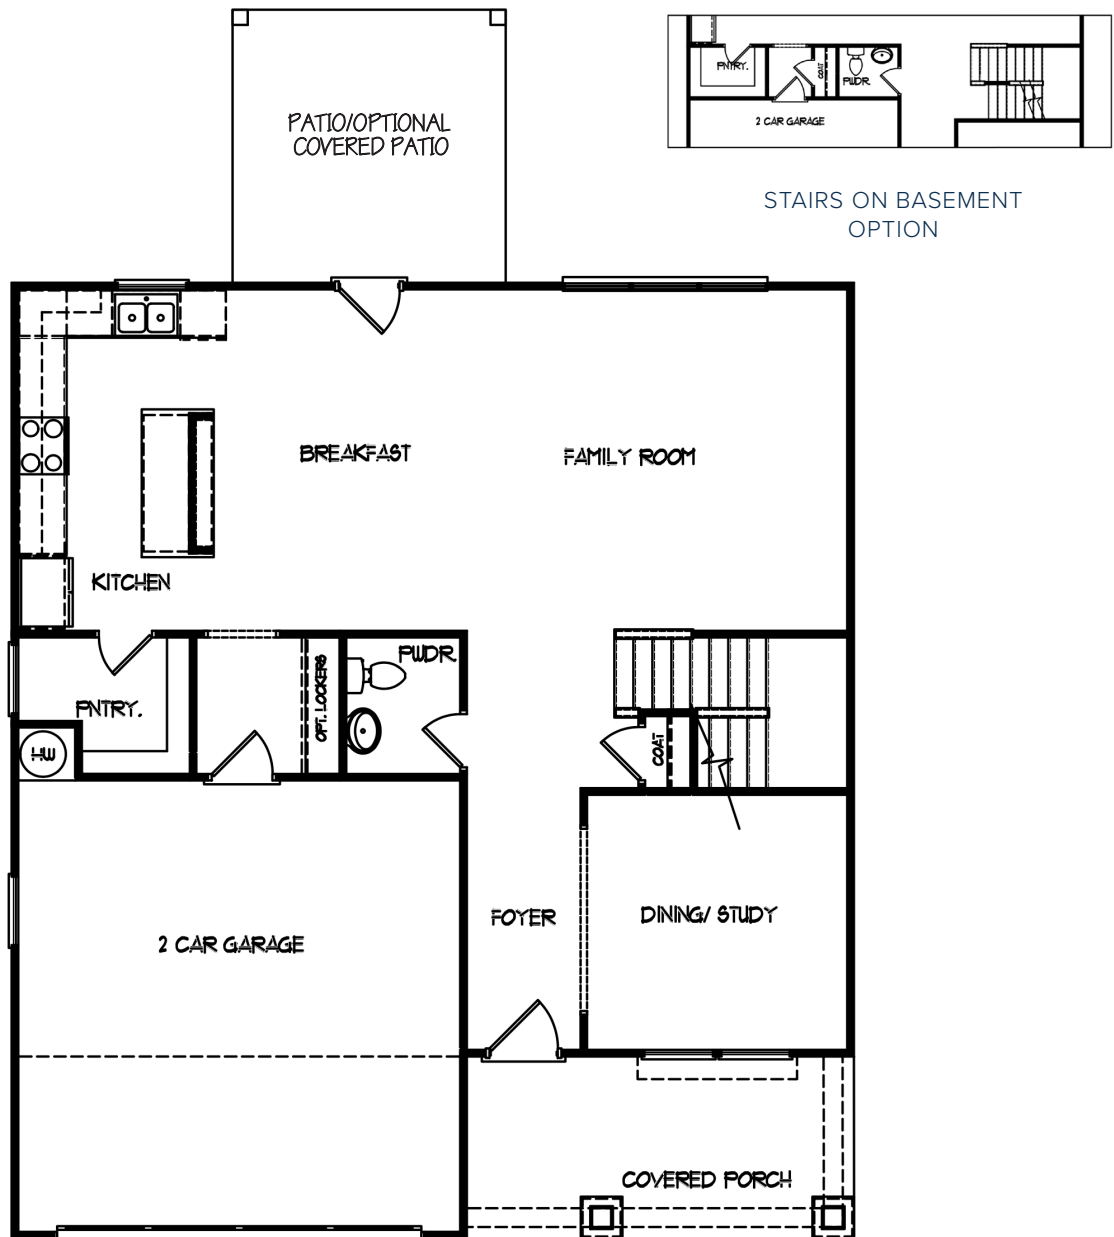 PATIO/OPTIONAL
COVERED PATIO
PNTRY.
COAT
PWDR
2 CAR GARAGE
STAIRS ON BASEMENT
OPTION
BREAKFAST
FAMILY ROOM
KITCHEN
PNTRY.
OPT. LOCKERS
PWDR
HW
COAT
2 CAR GARAGE
FOYER
DINING/ STUDY
COVERED PORCH